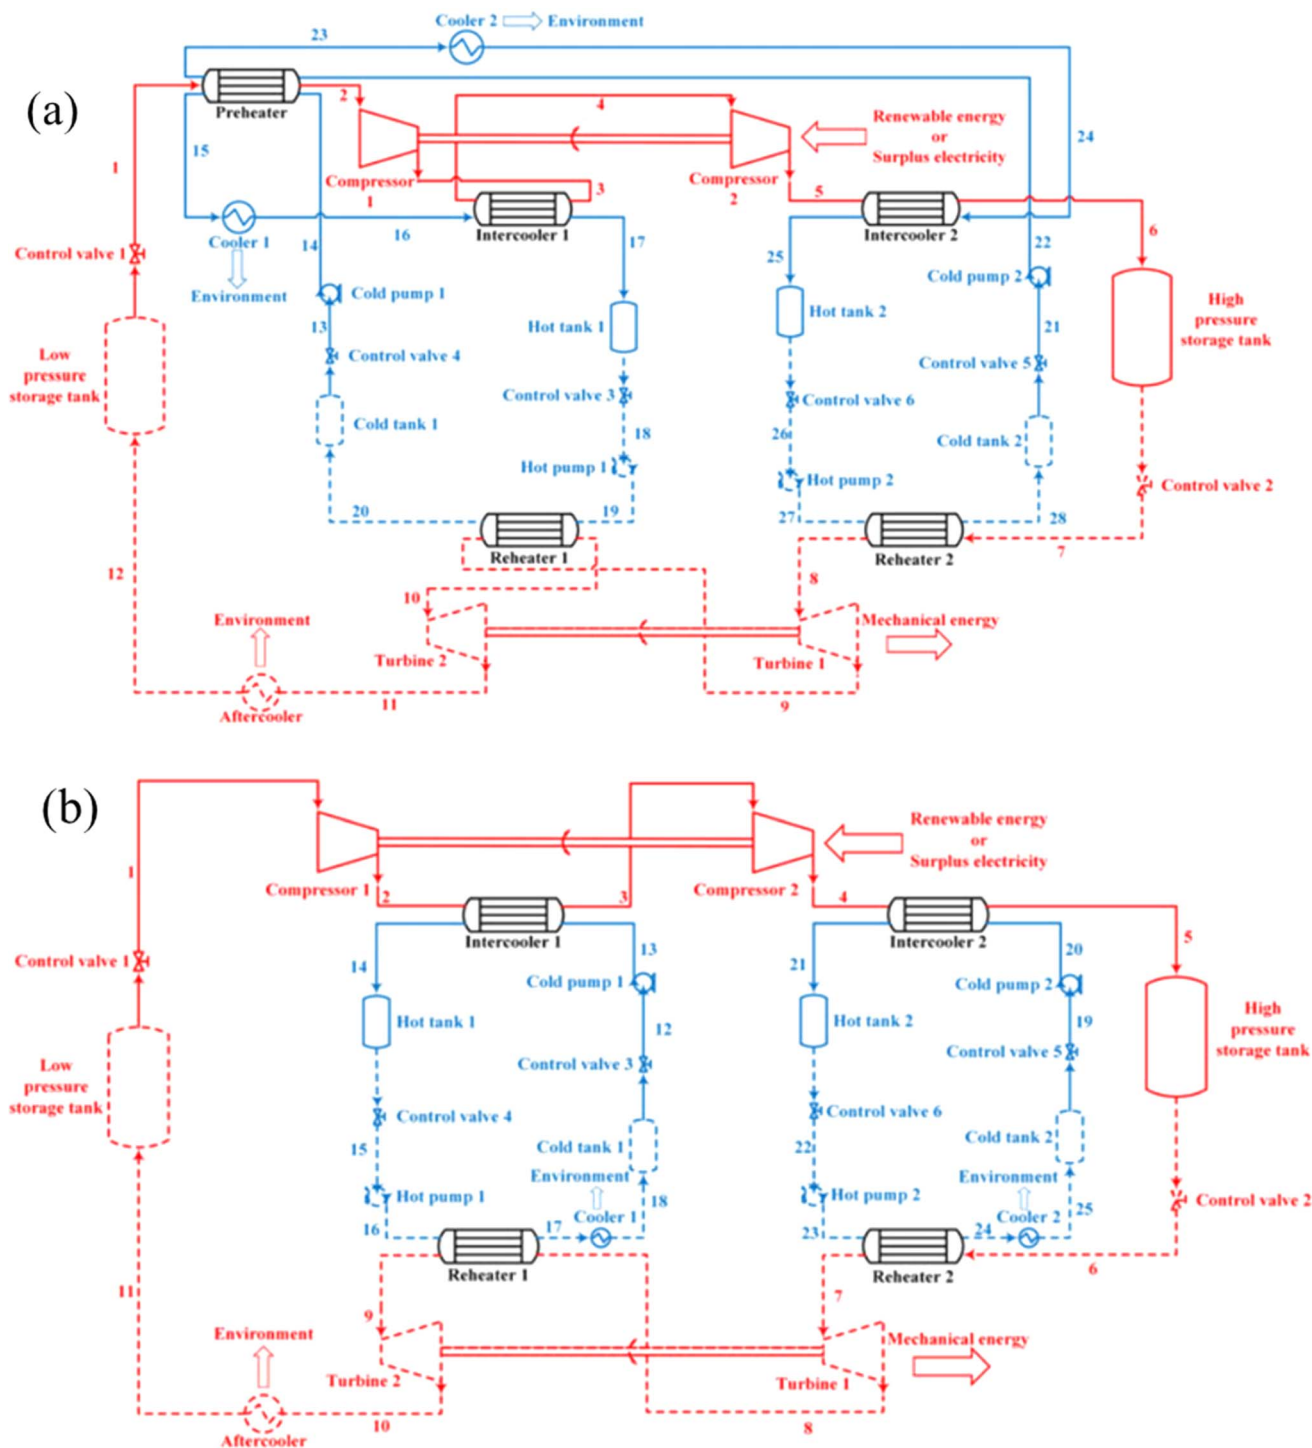 Cooler 2
Environment
23
(a)
Preheater
2
4
Renewable energy
or
Surplus electricity
24
15
1
Compressor
1
3
Compressor
2
5
Control valve 1
Cooler 1
Environment
14
16
Intercooler 1
17
Intercooler 2
25
22
6
Cold pump 1
Cold pump 2
13
Hot tank 1
Hot tank 2
21
High
pressure
storage tank
Low
pressure
storage tank
Control valve 4
Control valve 5
Control valve 3
Control valve 6
Cold tank 1
18
26
Cold tank 2
Hot pump 1
Hot pump 2
Control valve 2
20
19
27
28
Reheater 1
Reheater 2
7
12
8
10
Environment
Mechanical energy
Turbine 2
Turbine 1
Aftercooler
11
9
(b)
Renewable energy
or
Surplus electricity
1
Compressor 1
2
3
Compressor 2
4
Intercooler 1
Intercooler 2
5
Control valve 1
14
13
21
20
Cold pump 1
Cold pump 2
Hot tank 1
12
Hot tank 2
19
High
pressure
storage tank
Low
pressure
storage tank
Control valve 3
Control valve 5
Control valve 4
Control valve 6
15
Cold tank 1
22
Cold tank 2
Environment
Environment
Hot pump 1
18
Hot pump 2
25
Control valve 2
16
17
Cooler 1
23
24
Cooler 2
Reheater 1
Reheater 2
6
11
9
7
Environment
Mechanical energy
Turbine 2
Turbine 1
Aftercooler
10
8